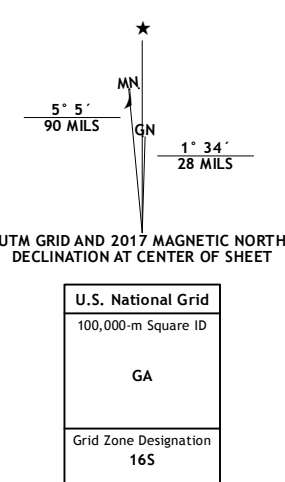 ★
MN
5° 5´
90 MILS
GN
1° 34´
28 MILS
UTM GRID AND 2017 MAGNETIC NORTH
DECLINATION AT CENTER OF SHEET
U.S. National Grid
100,000-m Square ID
GA
Grid Zone Designation
16S